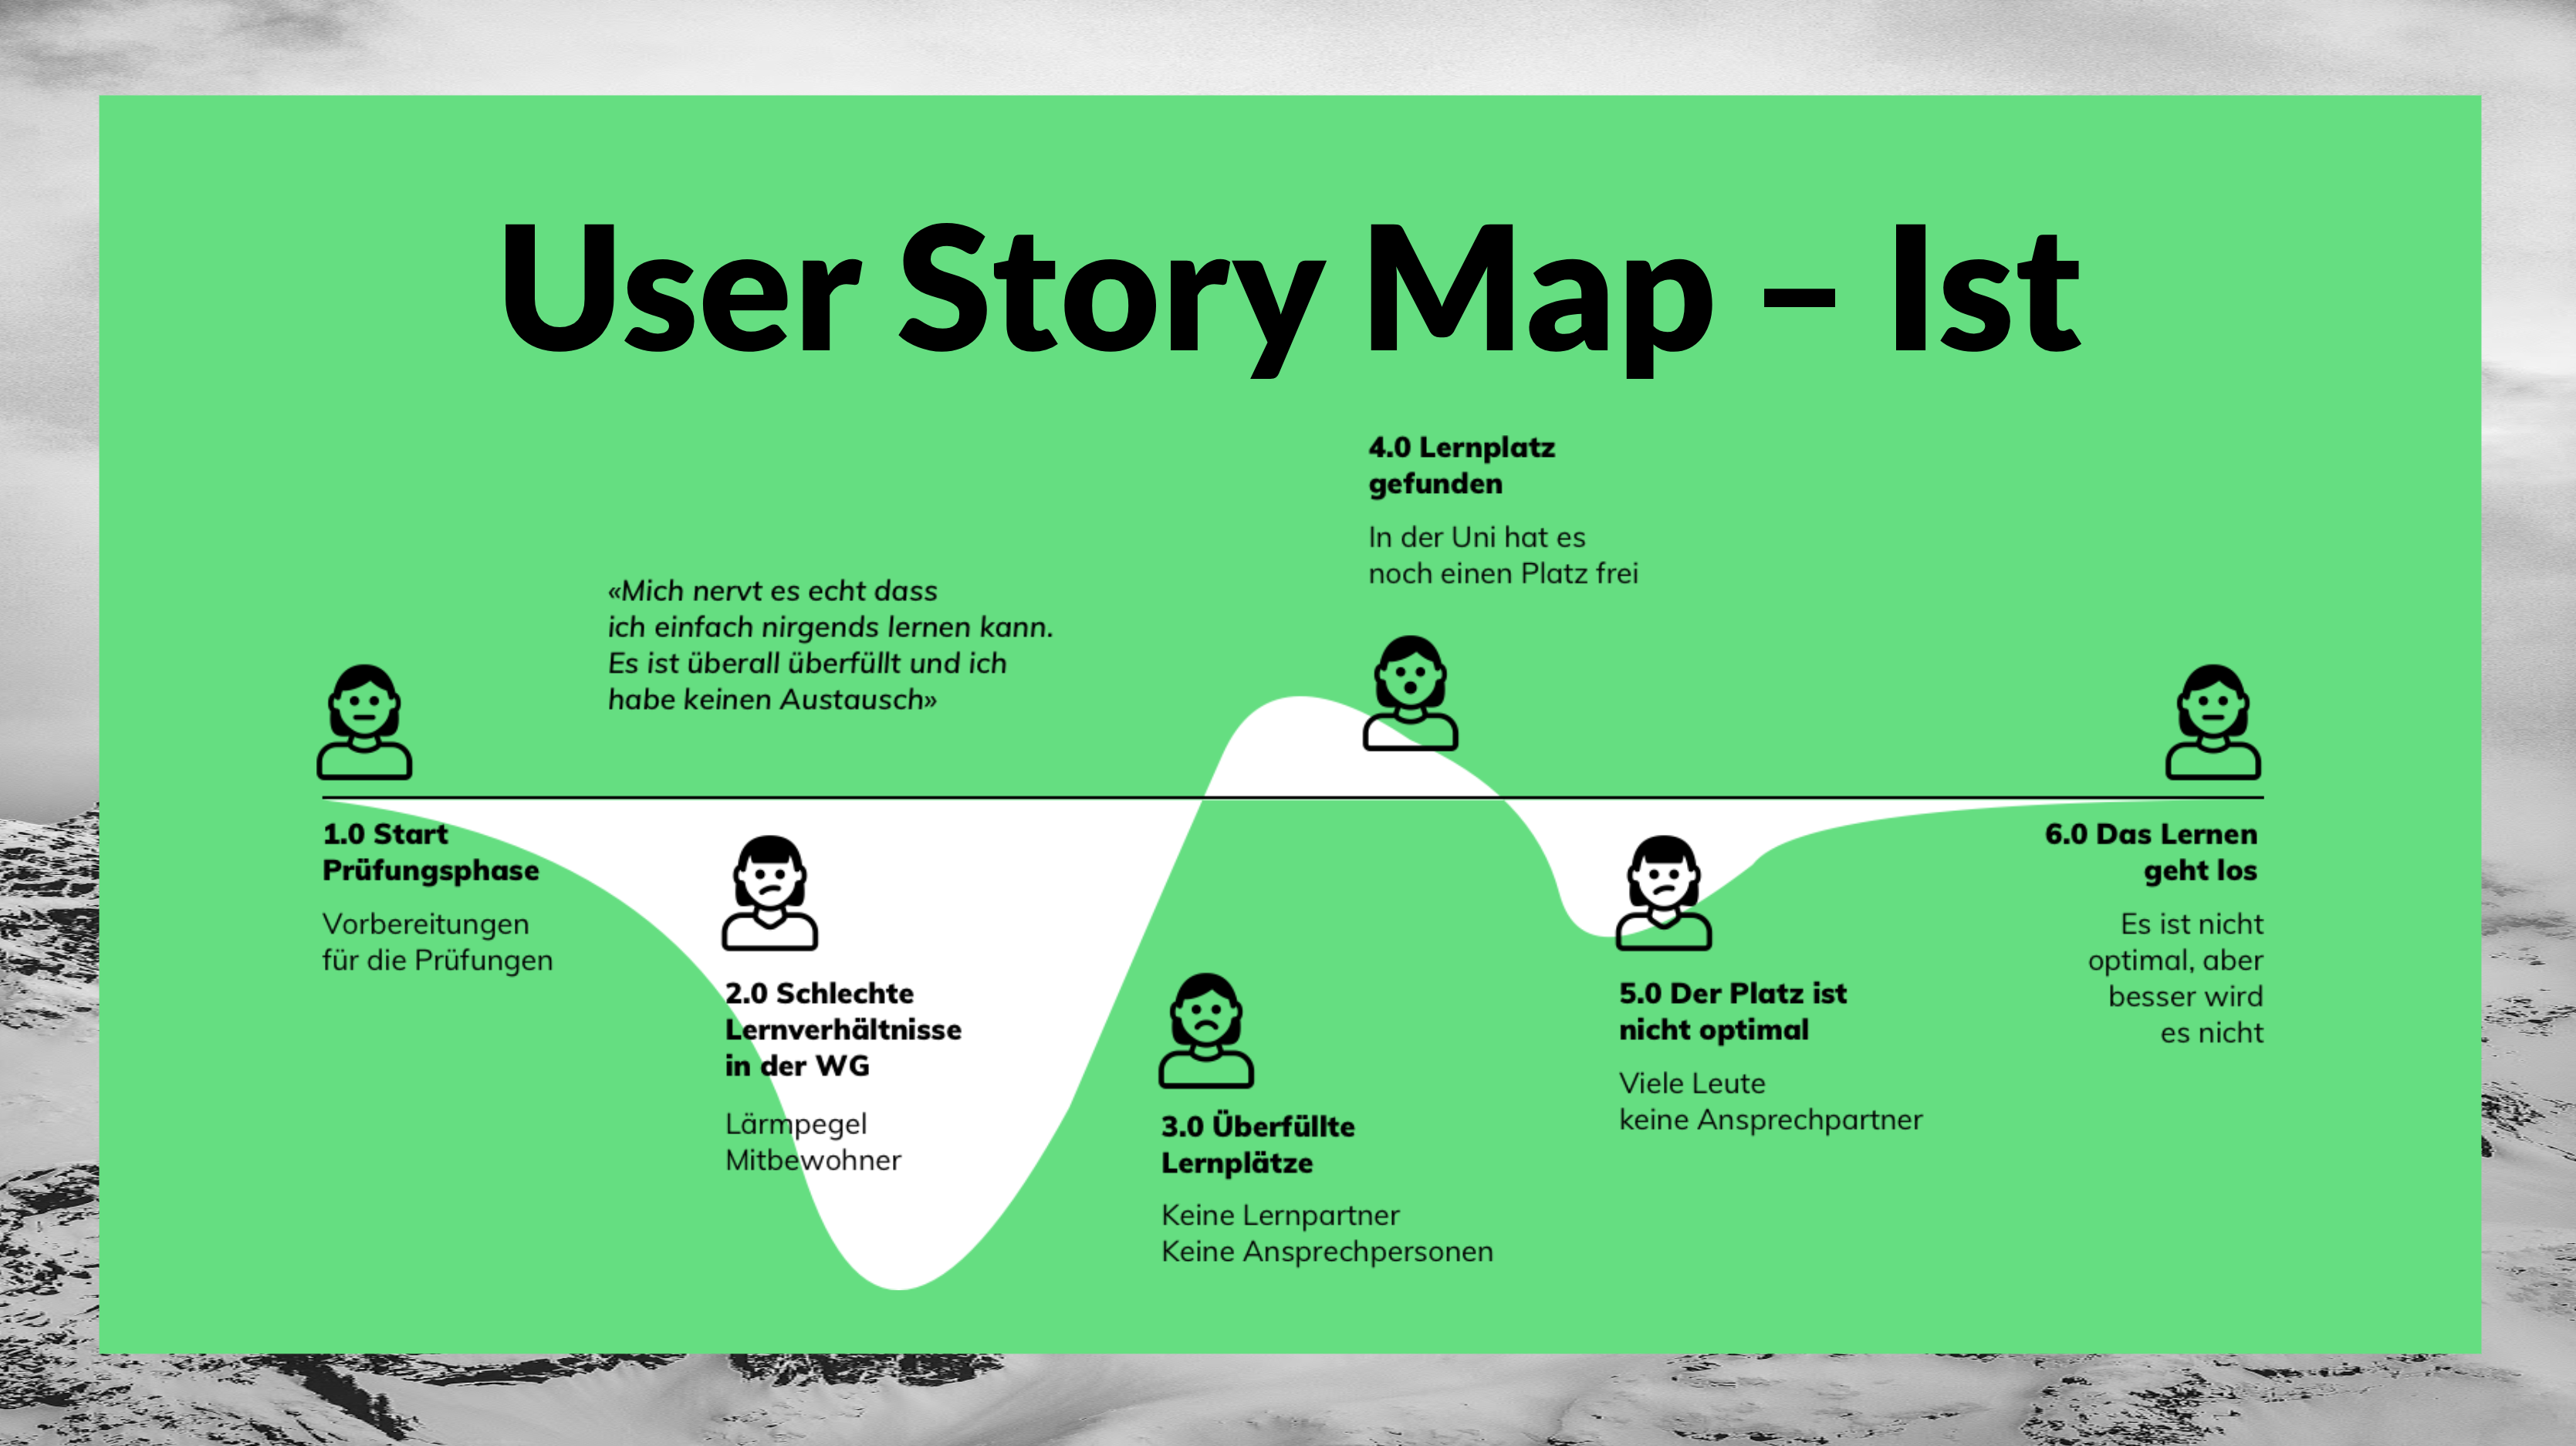 User Story Map – Ist
«Mich nervt es echt dass
ich einfach nirgends lernen kann.
Es ist überall überfüllt und ich
habe keinen Austausch»
1.0 Start
Prüfungsphase
Vorbereitungen
für die Prüfungen
2.0 Schlechte
Lernverhältnisse
in der WG
Lärmpegel
Mitbewohner
3.0 Überfüllte
Lernplätze
Keine Lernpartner
Keine Ansprechpersonen
4.0 Lernplatz
gefunden
In der Uni hat es
noch einen Platz frei
5.0 Der Platz ist
nicht optimal
Viele Leute
keine Ansprechpartner
6.0 Das Lernen
geht los
Es ist nicht
optimal, aber
besser wird
es nicht